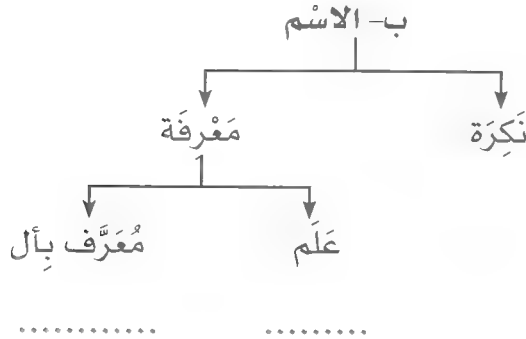 ب- الاسْم
نَكِرَة مَعْرفَة
عَلَم مُعَرَّف بِأل
......... ............